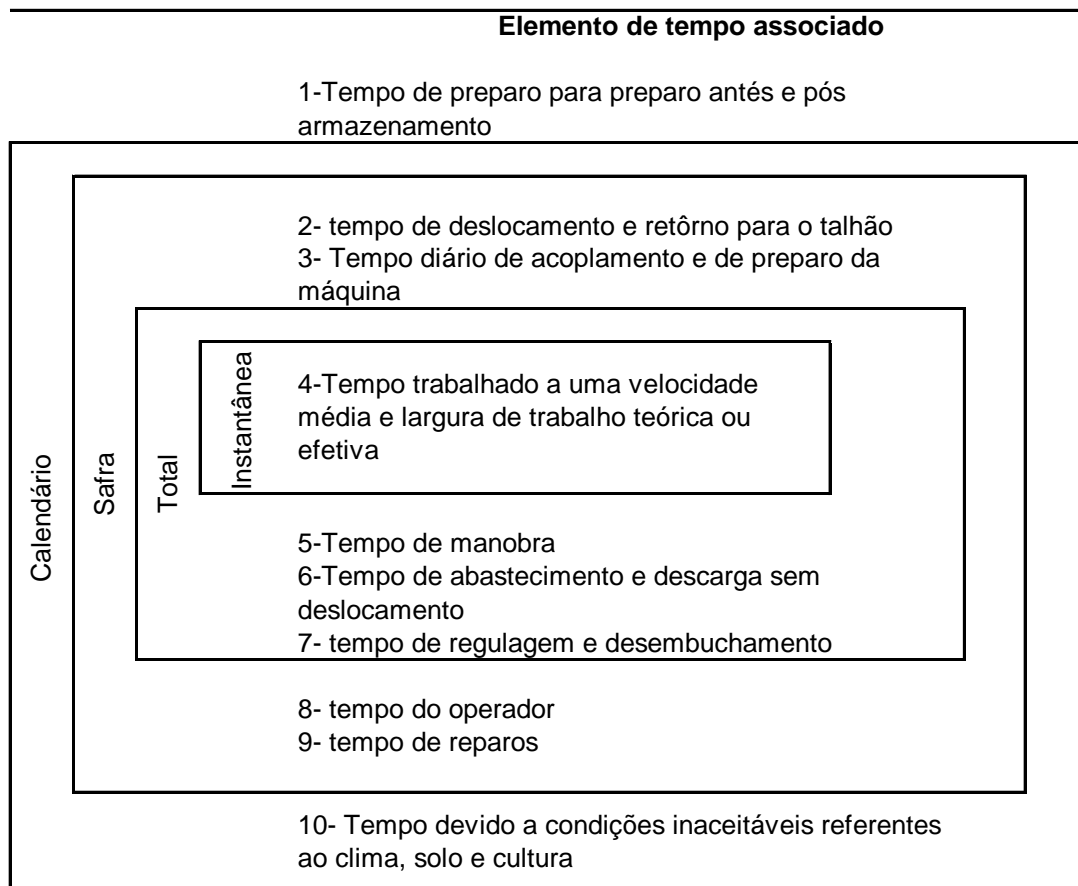 Elemento de tempo associado
1-Tempo de preparo para preparo antés e pós
armazenamento
2- tempo de deslocamento e retôrno para o talhão
3- Tempo diário de acoplamento e de preparo da
máquina
4-Tempo trabalhado a uma velocidade
média e largura de trabalho teórica ou
efetiva
5-Tempo de manobra
6-Tempo de abastecimento e descarga sem
deslocamento
7- tempo de regulagem e desembuchamento
8- tempo do operador
9- tempo de reparos
10- Tempo devido a condições inaceitáveis referentes
ao clima, solo e cultura
Calendário
Safra
Total
Instantânea